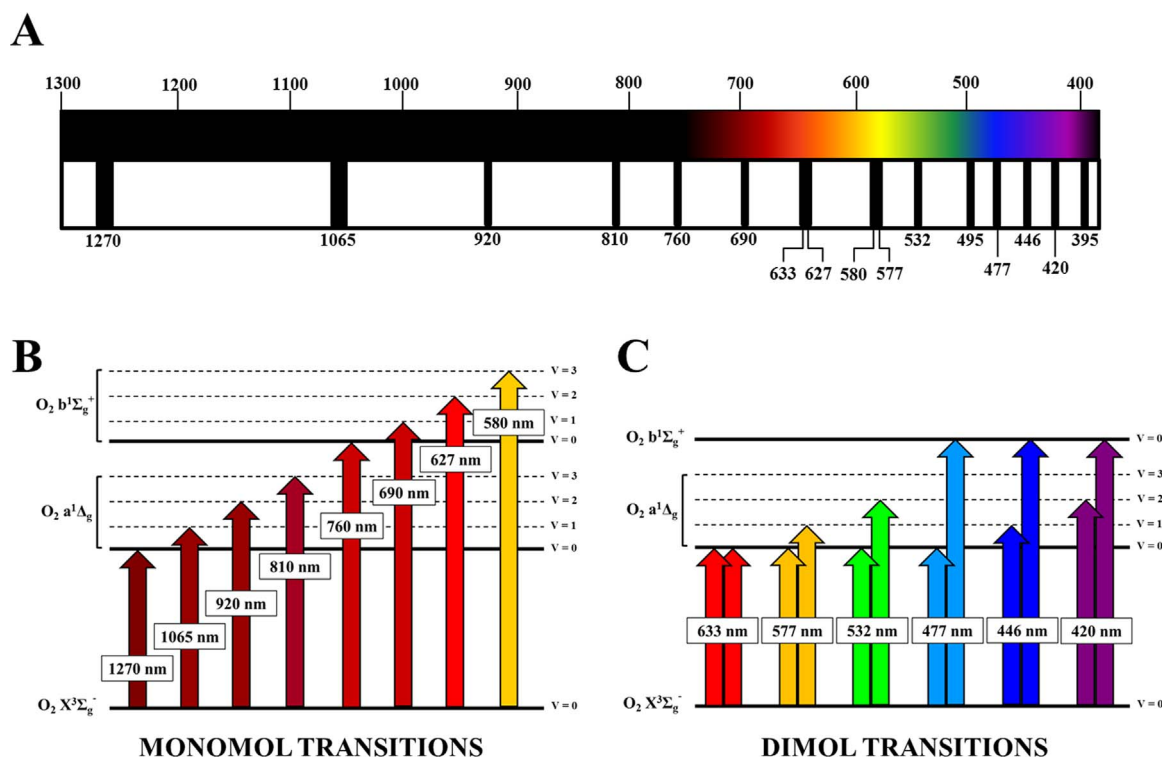 A
1300 1200 1100 1000 900 800 700 600 500 400
1270 1065 920 810 760 690 532 495 446 395
633 627 580 577 477 420
B
O₂ b¹Σg⁺
V = 3
V = 2
V = 1
V = 0
O₂ a¹Δg
V = 3
V = 2
V = 1
V = 0
O₂ X³Σg⁻
V = 0
1270 nm
1065 nm
920 nm
810 nm
760 nm
690 nm
627 nm
580 nm
MONOMOL TRANSITIONS
C
O₂ b¹Σg⁺
V = 0
O₂ a¹Δg
V = 3
V = 2
V = 1
V = 0
633 nm 577 nm 532 nm 477 nm 446 nm 420 nm
O₂ X³Σg⁻
V = 0
DIMOL TRANSITIONS